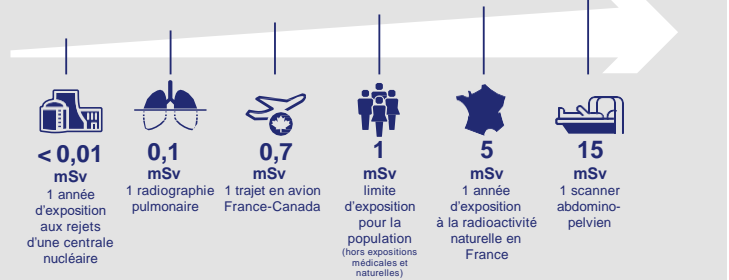 < 0,01
mSv
1 année
d'exposition
aux rejets
d'une centrale
nucléaire
0,1
mSv
1 radiographie
pulmonaire
0,7
mSv
1 trajet en avion
France-Canada
1
mSv
limite
d'exposition
pour la
population
(hors expositions
médicales et
naturelles)
5
mSv
1 année
d'exposition
à la radioactivité
naturelle en
France
15
mSv
1 scanner
abdomino-
pelvien